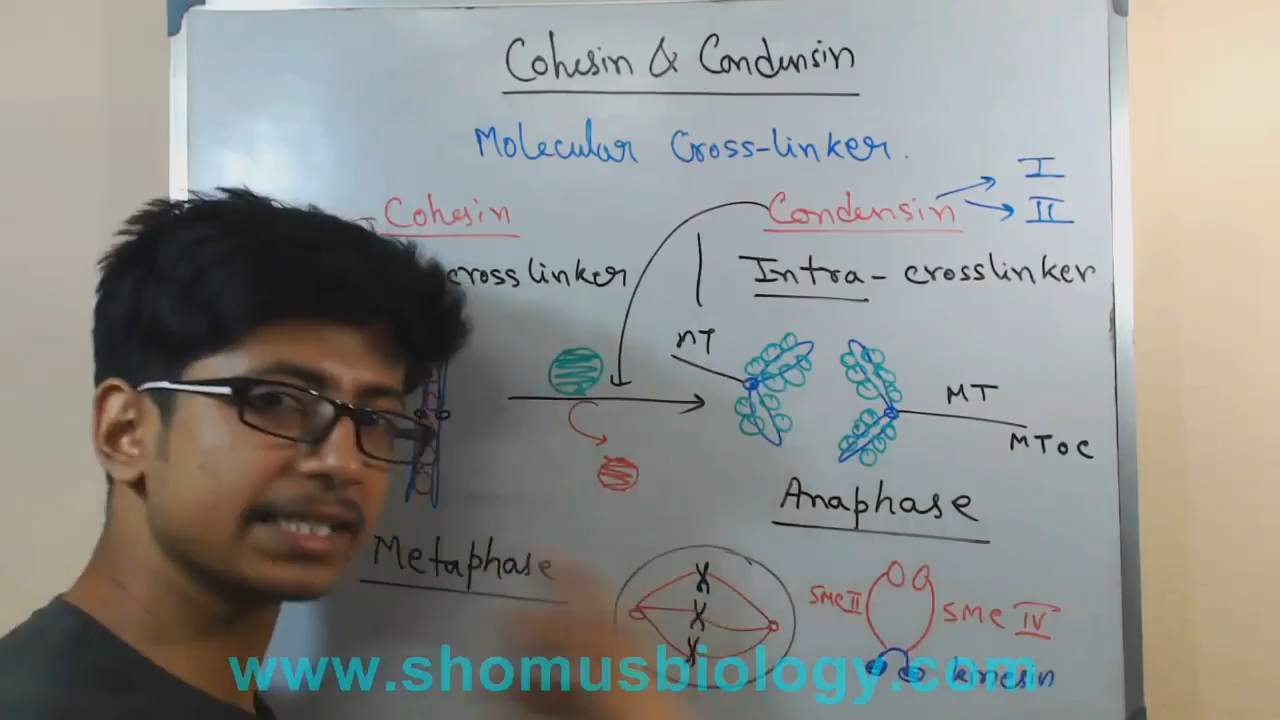 Cohesin & Condensin
Molecular Cross-linker.
Cohesin
Condensin
I
II
crosslinker
Intra-crosslinker
MT
MT
MTOC
Anaphase
Metaphase
SMC II
SMC IV
kinesin
www.shomusbiology.com